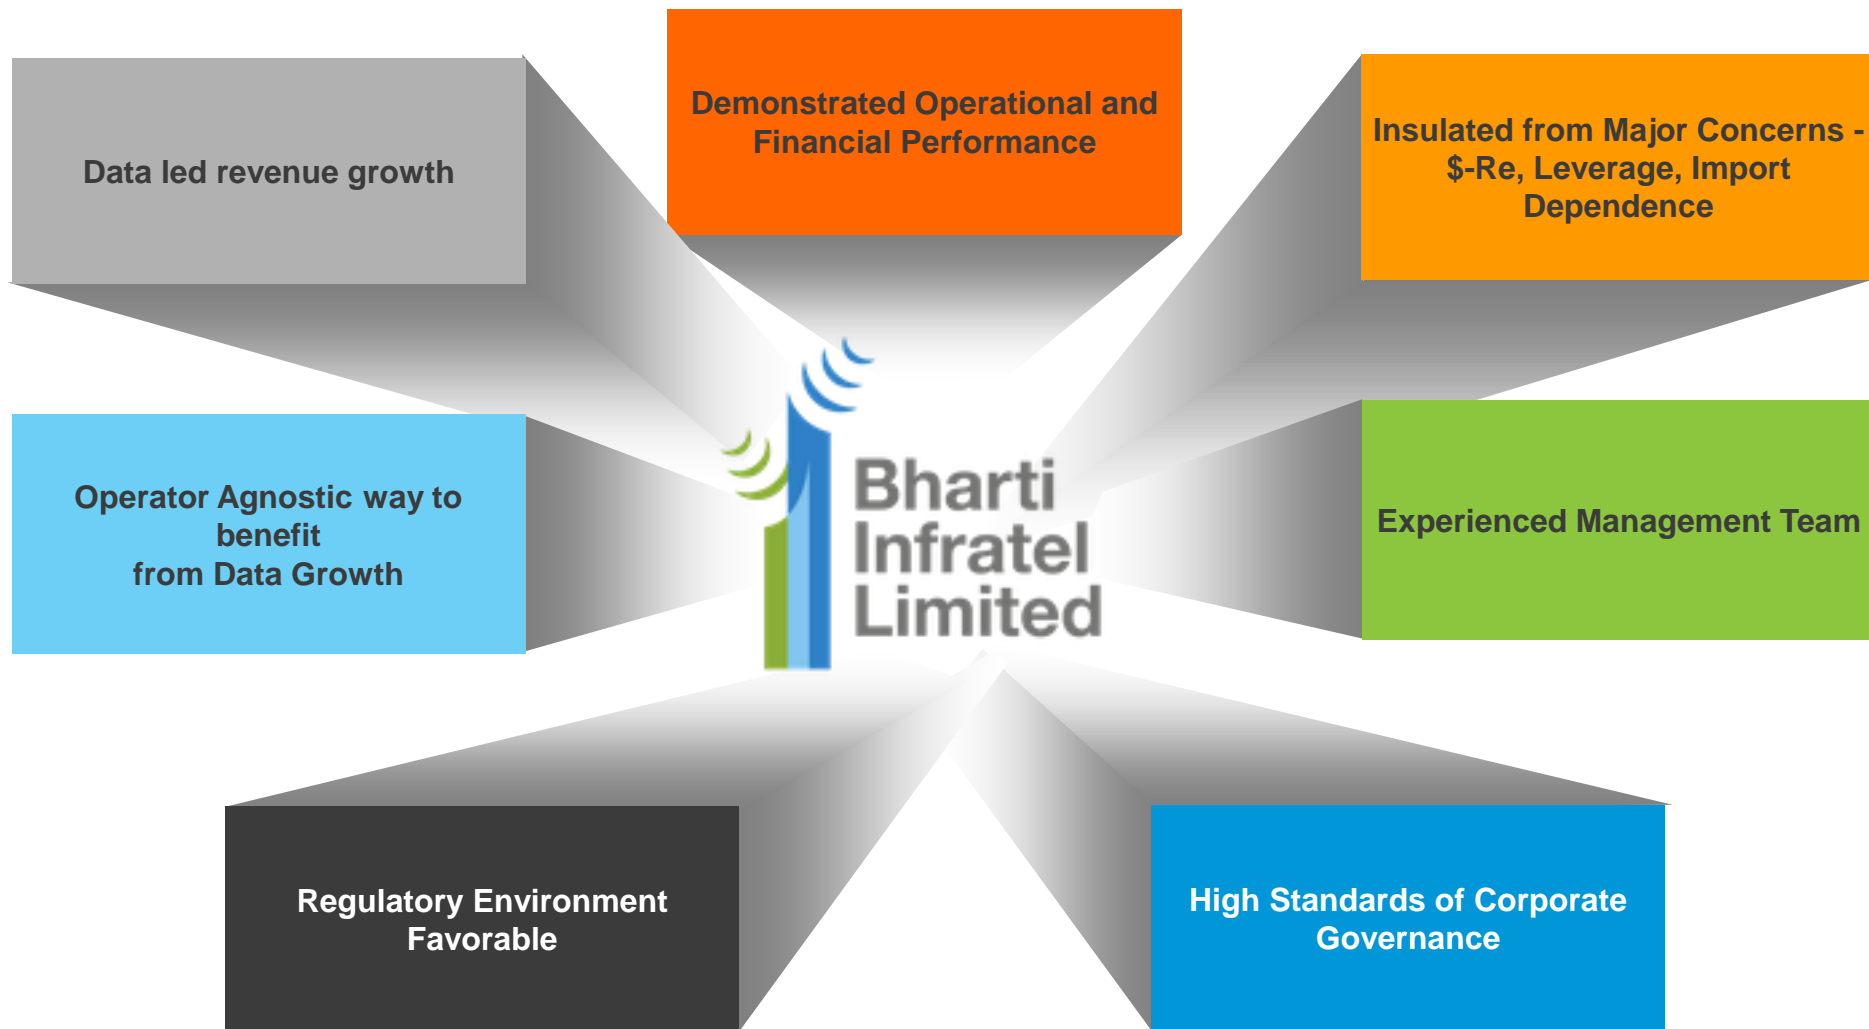 Demonstrated Operational and
Financial Performance
Data led revenue growth
Insulated from Major Concerns -
$-Re, Leverage, Import
Dependence
Operator Agnostic way to
benefit
from Data Growth
Bharti
Infratel
Limited
Experienced Management Team
Regulatory Environment
Favorable
High Standards of Corporate
Governance